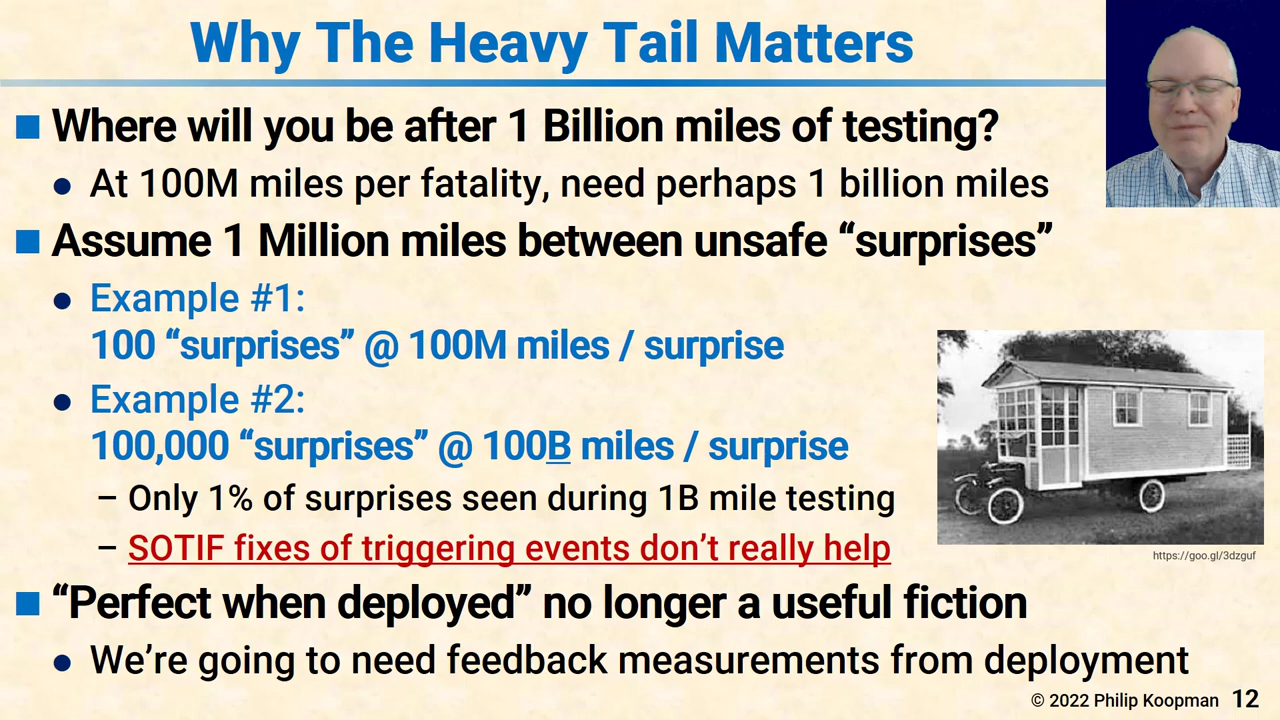 Why The Heavy Tail Matters
Where will you be after 1 Billion miles of testing?
At 100M miles per fatality, need perhaps 1 billion miles
Assume 1 Million miles between unsafe “surprises”
Example #1:
100 “surprises” @ 100M miles / surprise
Example #2:
100,000 “surprises” @ 100B miles / surprise
– Only 1% of surprises seen during 1B mile testing
– SOTIF fixes of triggering events don’t really help
https://goo.gl/3dzguf
“Perfect when deployed” no longer a useful fiction
We’re going to need feedback measurements from deployment
© 2022 Philip Koopman 12